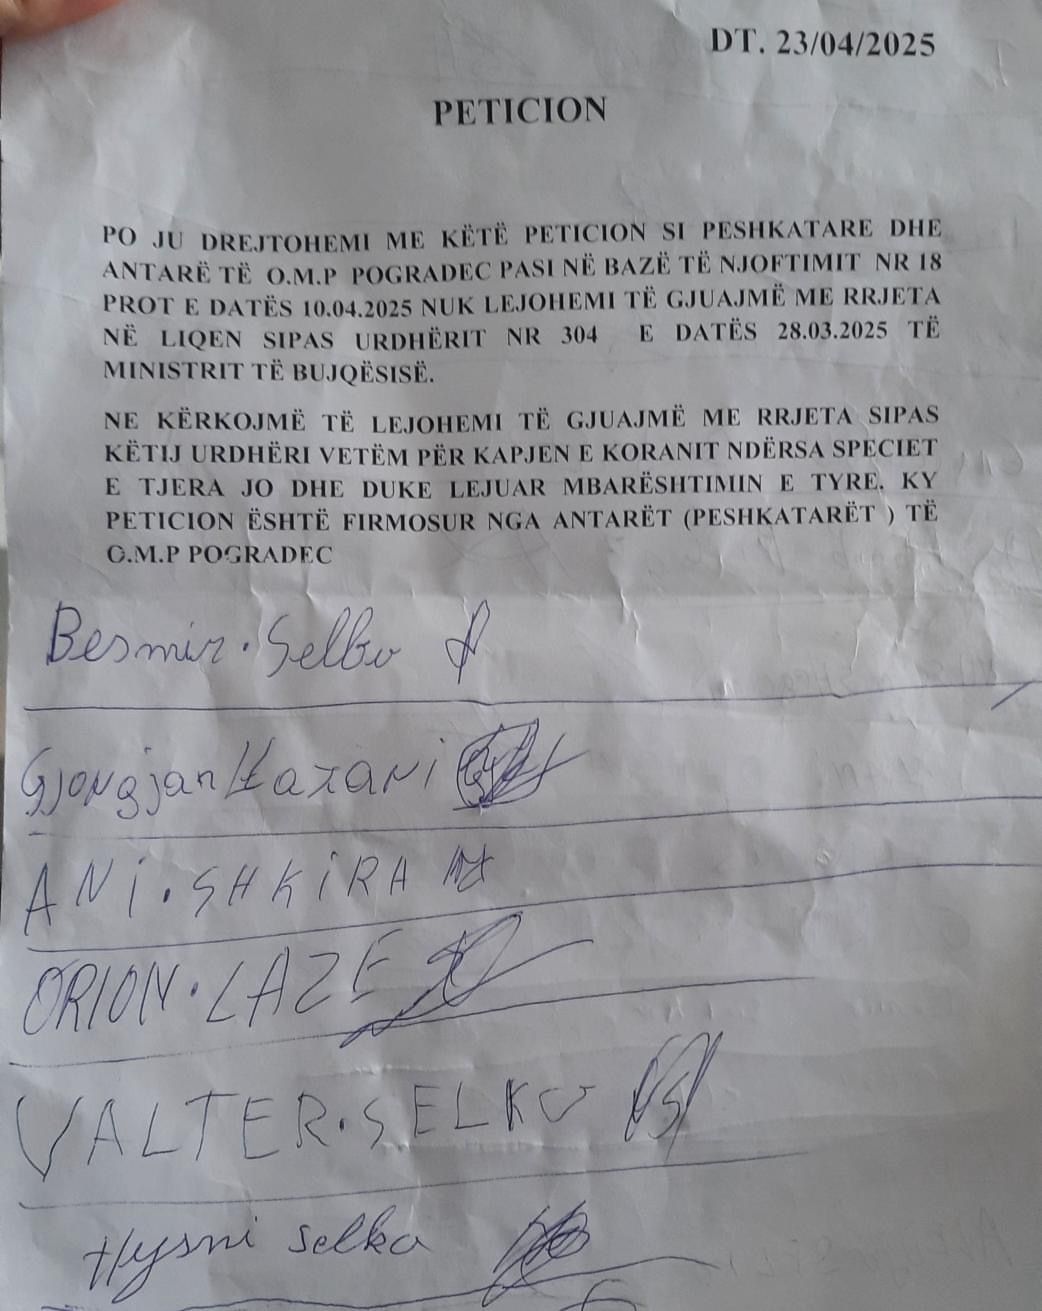 DT. 23/04/2025
PETICION
PO JU DREJTOHEMI ME KËTË PETICION SI PESHKATARE DHE
ANTARË TË O.M.P POGRADEC PASI NË BAZË TË NJOFTIMIT NR 18
PROT E DATËS 10.04.2025 NUK LEJOHEMI TË GJUAJMË ME RRJETA
NË LIQEN SIPAS URDHËRIT NR 304 E DATËS 28.03.2025 TË
MINISTRIT TË BUJQËSISË.
NE KËRKOJMË TË LEJOHEMI TË GJUAJMË ME RRJETA SIPAS
KËTIJ URDHËRI VETËM PËR KAPJEN E KORANIT NDËRSA SPECIET
E TJERA JO DHE DUKE LEJUAR MBARËSHTIMIN E TYRE. KY
PETICION ËSHTË FIRMOSUR NGA ANTARËT (PESHKATARËT ) TË
O.M.P POGRADEC
Besmir. Selku
ANi. SHKiRA
ORION. LAZE
VALTER. SELKU
Hysni Selka